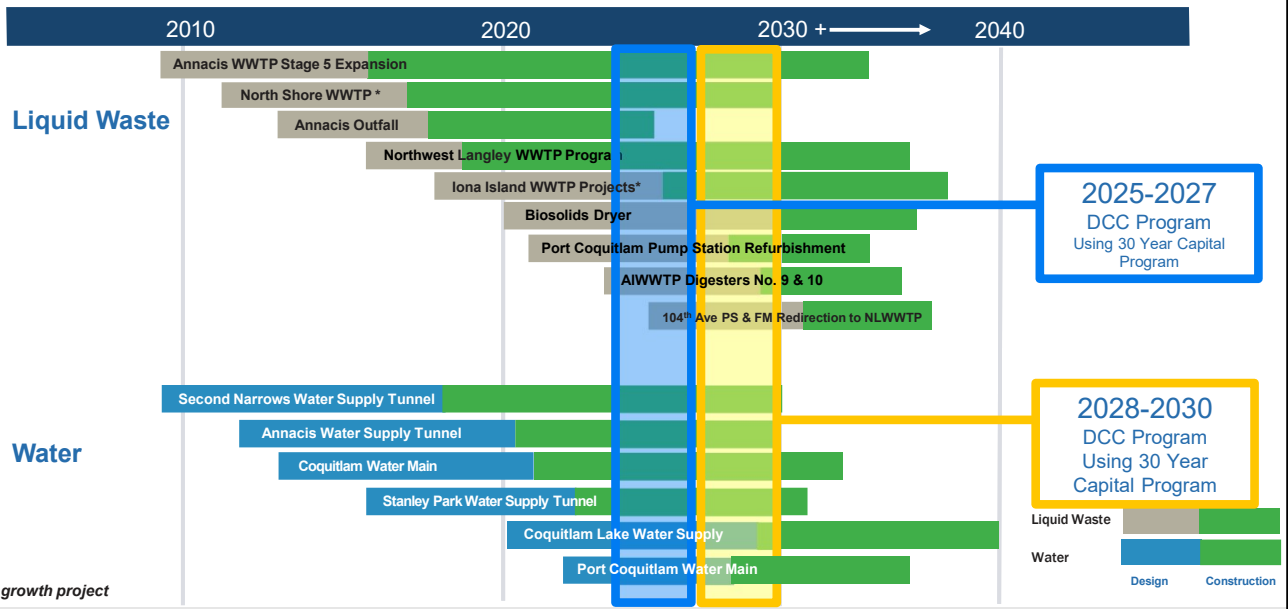 2010
2020
2030 +
2040
Liquid Waste
Annacis WWTP Stage 5 Expansion
North Shore WWTP *
Annacis Outfall
Northwest Langley WWTP Program
Iona Island WWTP Projects*
Biosolids Dryer
Port Coquitlam Pump Station Refurbishment
AIWWTP Digesters No. 9 & 10
104th Ave PS & FM Redirection to NLWWTP
2025-2027
DCC Program
Using 30 Year Capital
Program
Water
Second Narrows Water Supply Tunnel
Annacis Water Supply Tunnel
Coquitlam Water Main
Stanley Park Water Supply Tunnel
Coquitlam Lake Water Supply
Port Coquitlam Water Main
2028-2030
DCC Program
Using 30 Year
Capital Program
Liquid Waste
Water
Design
Construction
growth project